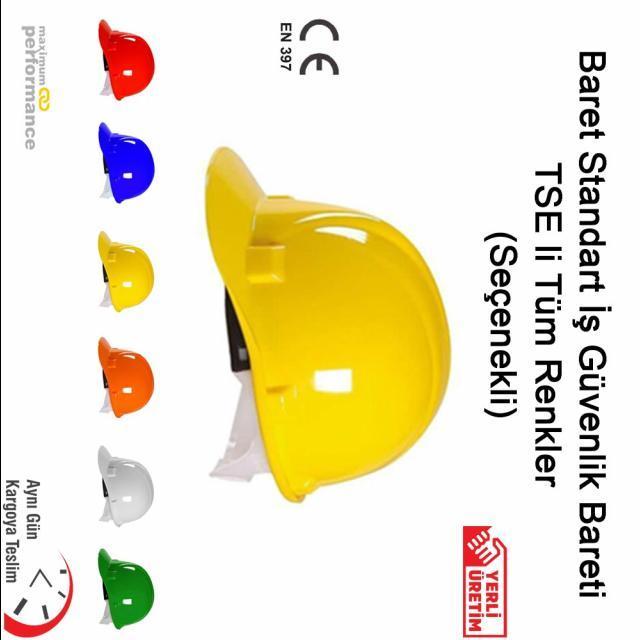 Baret Standart İş Güvenlik Bareti
TSE li Tüm Renkler
(Seçenekli)
CE
EN 397
YERLİ
ÜRETİM
maximum
performance
Aynı Gün
Kargoya Teslim